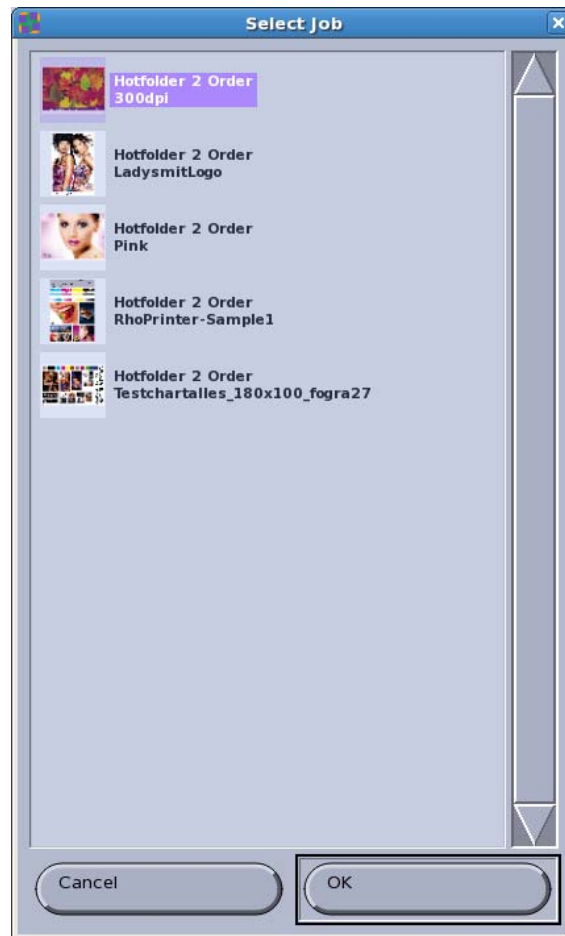 Select Job
Hotfolder 2 Order
300dpi
Hotfolder 2 Order
LadysmitLogo
Hotfolder 2 Order
Pink
Hotfolder 2 Order
RhoPrinter-Sample1
Hotfolder 2 Order
Testchartalles_180x100_fogra27
Cancel
OK